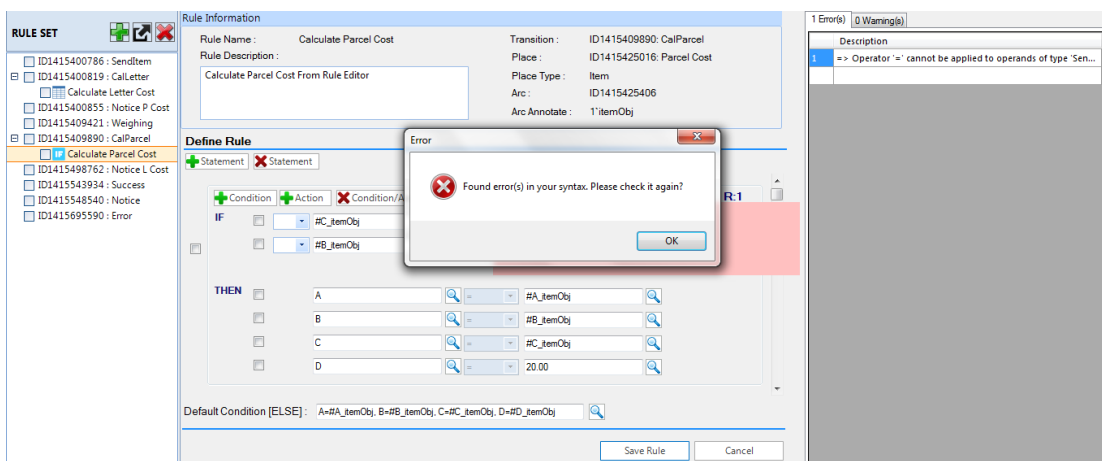 RULE SET
ID1415400786 : SendItem
ID1415400819 : CalLetter
Calculate Letter Cost
ID1415400855 : Notice P Cost
ID1415409421 : Weighing
ID1415409890 : CalParcel
IF Calculate Parcel Cost
ID1415498762 : Notice L Cost
ID1415543934 : Success
ID1415548540 : Notice
ID1415695590 : Error
Rule Information
Rule Name : Calculate Parcel Cost
Rule Description :
Calculate Parcel Cost From Rule Editor
Transition : ID1415409890: CalParcel
Place : ID1415425016: Parcel Cost
Place Type : Item
Arc : ID1415425406
Arc Annotate : 1`itemObj
Define Rule
Statement Statement
Condition Action Condition/A
R:1
IF #C_itemObj
#B_itemObj
THEN A = #A_itemObj
B = #B_itemObj
C = #C_itemObj
D = 20.00
Default Condition [ELSE] : A=#A_itemObj, B=#B_itemObj, C=#C_itemObj, D=#D_itemObj
Save Rule Cancel
Error
Found error(s) in your syntax. Please check it again?
OK
1 Error(s) 0 Warning(s)
Description
1 => Operator '=' cannot be applied to operands of type 'Sen...